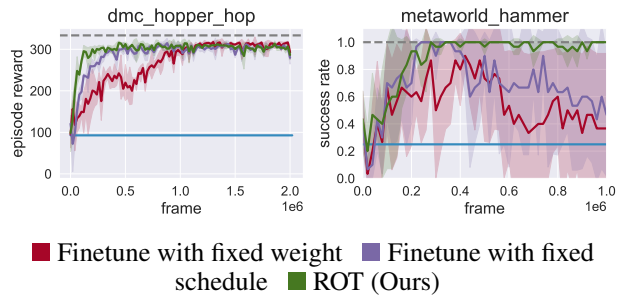 dmc_hopper_hop
metaworld_hammer
episode reward
300
200
100
0
0.0
0.5
1.0
1.5
2.0
frame
1e6
success rate
1.0
0.8
0.6
0.4
0.2
0.0
0.0
0.2
0.4
0.6
0.8
1.0
frame
1e6
Finetune with fixed weight Finetune with fixed
schedule ROT (Ours)